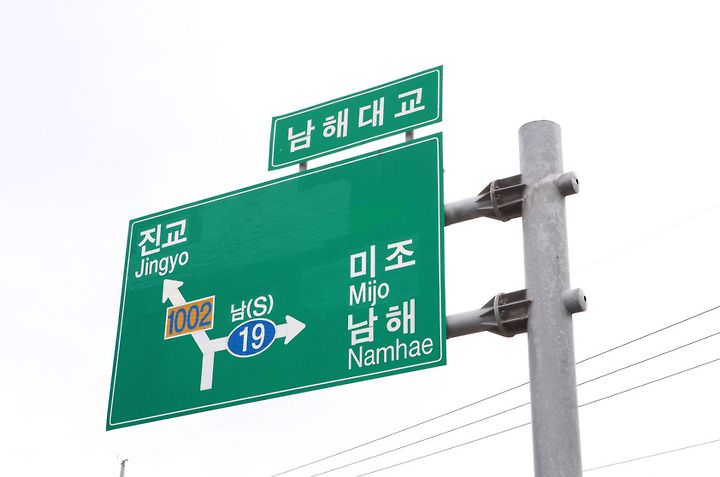 남해대교
진교
Jingyo
1002
남(S)
19
미조
Mijo
남해
Namhae